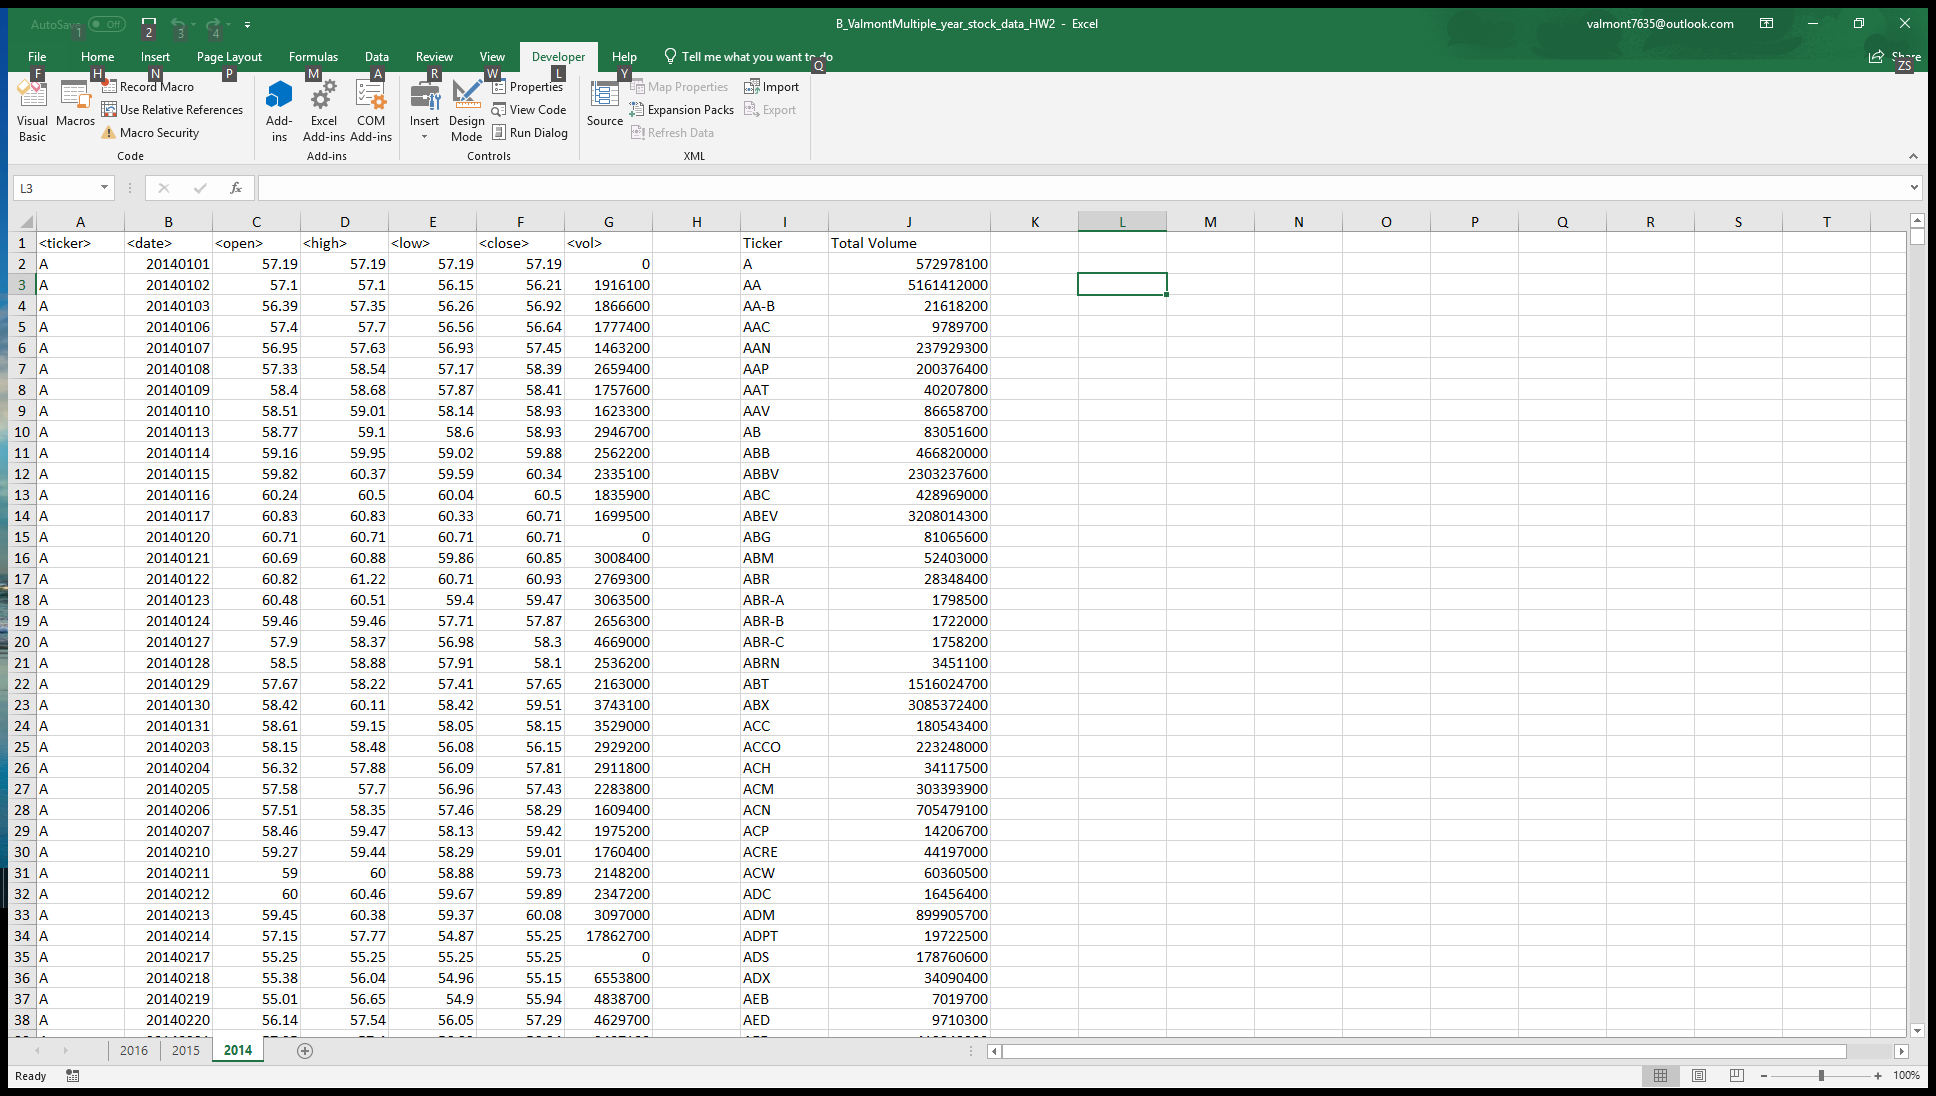 AutoSave Off B_ValmontMultiple_year_stock_data_HW2 - Excel valmont7635@outlook.com
1 2 3 4
File Home Insert Page Layout Formulas Data Review View Developer Help Tell me what you want to do Share
F H N P M A R W L Y Q ZS
Visual Basic
Macros
Record Macro
Use Relative References
Macro Security
Code
Add-ins
Excel Add-ins
COM Add-ins
Add-ins
Insert
Design Mode
Properties
View Code
Run Dialog
Controls
Source
Map Properties
Expansion Packs
Refresh Data
Import
Export
XML
L3 fx
A B C D E F G H I J K L M N O P Q R S T
1 <ticker> <date> <open> <high> <low> <close> <vol> Ticker Total Volume
2 A 20140101 57.19 57.19 57.19 57.19 0 A 572978100
3 A 20140102 57.1 57.1 56.15 56.21 1916100 AA 5161412000
4 A 20140103 56.39 57.35 56.26 56.92 1866600 AA-B 21618200
5 A 20140106 57.4 57.7 56.56 56.64 1777400 AAC 9789700
6 A 20140107 56.95 57.63 56.93 57.45 1463200 AAN 237929300
7 A 20140108 57.33 58.54 57.17 58.39 2659400 AAP 200376400
8 A 20140109 58.4 58.68 57.87 58.41 1757600 AAT 40207800
9 A 20140110 58.51 59.01 58.14 58.93 1623300 AAV 86658700
10 A 20140113 58.77 59.1 58.6 58.93 2946700 AB 83051600
11 A 20140114 59.16 59.95 59.02 59.88 2562200 ABB 466820000
12 A 20140115 59.82 60.37 59.59 60.34 2335100 ABBV 2303237600
13 A 20140116 60.24 60.5 60.04 60.5 1835900 ABC 428969000
14 A 20140117 60.83 60.83 60.33 60.71 1699500 ABEV 3208014300
15 A 20140120 60.71 60.71 60.71 60.71 0 ABG 81065600
16 A 20140121 60.69 60.88 59.86 60.85 3008400 ABM 52403000
17 A 20140122 60.82 61.22 60.71 60.93 2769300 ABR 28348400
18 A 20140123 60.48 60.51 59.4 59.47 3063500 ABR-A 1798500
19 A 20140124 59.46 59.46 57.71 57.87 2656300 ABR-B 1722000
20 A 20140127 57.9 58.37 56.98 58.3 4669000 ABR-C 1758200
21 A 20140128 58.5 58.88 57.91 58.1 2536200 ABRN 3451100
22 A 20140129 57.67 58.22 57.41 57.65 2163000 ABT 1516024700
23 A 20140130 58.42 60.11 58.42 59.51 3743100 ABX 3085372400
24 A 20140131 58.61 59.15 58.05 58.15 3529000 ACC 180543400
25 A 20140203 58.15 58.48 56.08 56.15 2929200 ACCO 223248000
26 A 20140204 56.32 57.88 56.09 57.81 2911800 ACH 34117500
27 A 20140205 57.58 57.7 56.96 57.43 2283800 ACM 303393900
28 A 20140206 57.51 58.35 57.46 58.29 1609400 ACN 705479100
29 A 20140207 58.46 59.47 58.13 59.42 1975200 ACP 14206700
30 A 20140210 59.27 59.44 58.29 59.01 1760400 ACRE 44197000
31 A 20140211 59 60 58.88 59.73 2148200 ACW 60360500
32 A 20140212 60 60.46 59.67 59.89 2347200 ADC 16456400
33 A 20140213 59.45 60.38 59.37 60.08 3097000 ADM 899905700
34 A 20140214 57.15 57.77 54.87 55.25 17862700 ADPT 19722500
35 A 20140217 55.25 55.25 55.25 55.25 0 ADS 178760600
36 A 20140218 55.38 56.04 54.96 55.15 6553800 ADX 34090400
37 A 20140219 55.01 56.65 54.9 55.94 4838700 AEB 7019700
38 A 20140220 56.14 57.54 56.05 57.29 4629700 AED 9710300
2016 2015 2014
Ready 100%